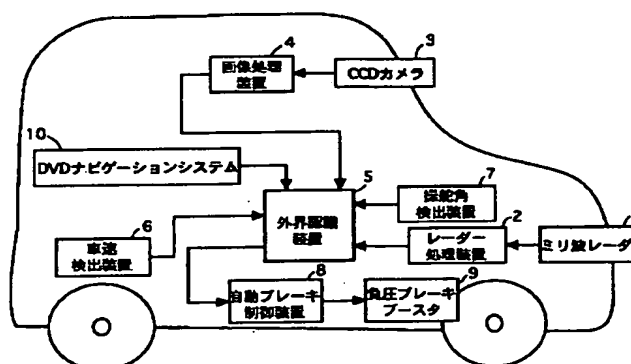 4
画像処理
装置
3
CCDカメラ
10
DVDナビゲーションシステム
5
外界認識
装置
7
操舵角
検出装置
6
車速
検出装置
2
レーダー
処理装置
ミリ波レーダ
8
自動ブレーキ
制御装置
9
負圧ブレーキ
ブースタ